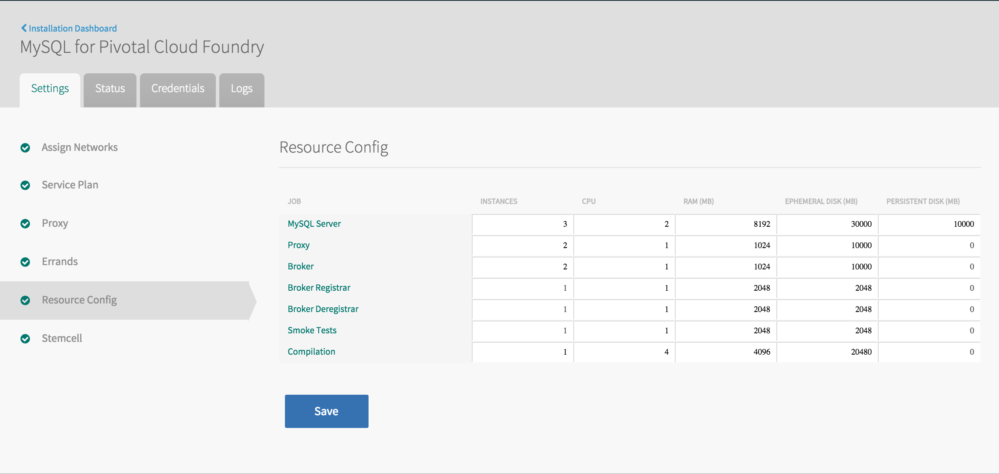 Installation Dashboard
MySQL for Pivotal Cloud Foundry
Settings Status Credentials Logs
Assign Networks
Service Plan
Proxy
Errands
Resource Config
Stemcell
Resource Config
JOB INSTANCES CPU RAM (MB) EPHEMERAL DISK (MB) PERSISTENT DISK (MB)
MySQL Server 3 2 8192 30000 10000
Proxy 2 1 1024 10000 0
Broker 2 1 1024 10000 0
Broker Registrar 1 1 2048 2048 0
Broker Deregistrar 1 1 2048 2048 0
Smoke Tests 1 1 2048 2048 0
Compilation 1 4 4096 20480 0
Save